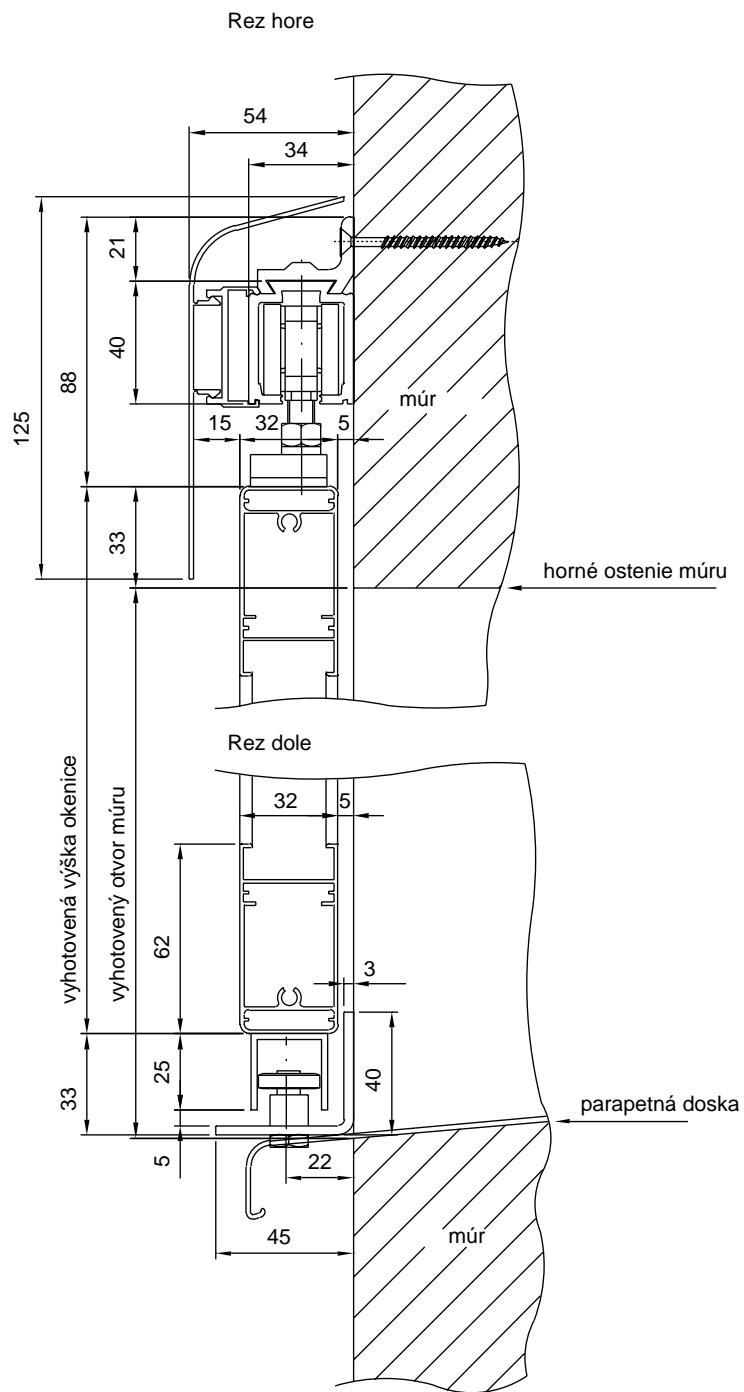 Rez hore
54
34
21
40
88
125
múr
15
32
5
33
horné ostenie múru
Rez dole
32
5
vyhotovená výška okenice
vyhotovený otvor múru
62
3
25
40
33
parapetná doska
5
22
45
múr